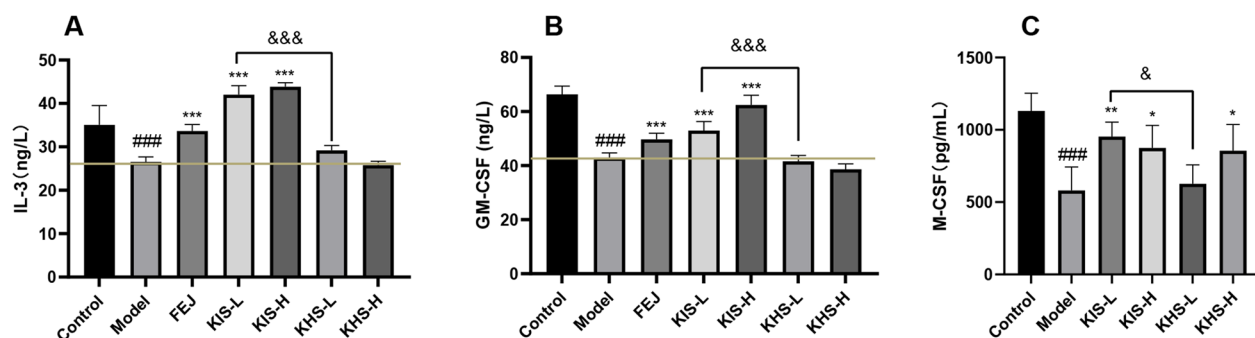 A
IL-3 (ng/L)
50
40
30
20
10
0
###
***
***
***
&&&
Control
Model
FEJ
KIS-L
KIS-H
KHS-L
KHS-H
B
GM-CSF (ng/L)
80
60
40
20
0
###
***
***
***
&&&
Control
Model
FEJ
KIS-L
KIS-H
KHS-L
KHS-H
C
M-CSF (pg/mL)
1500
1000
500
0
###
**
*
&
*
Control
Model
KIS-L
KIS-H
KHS-L
KHS-H